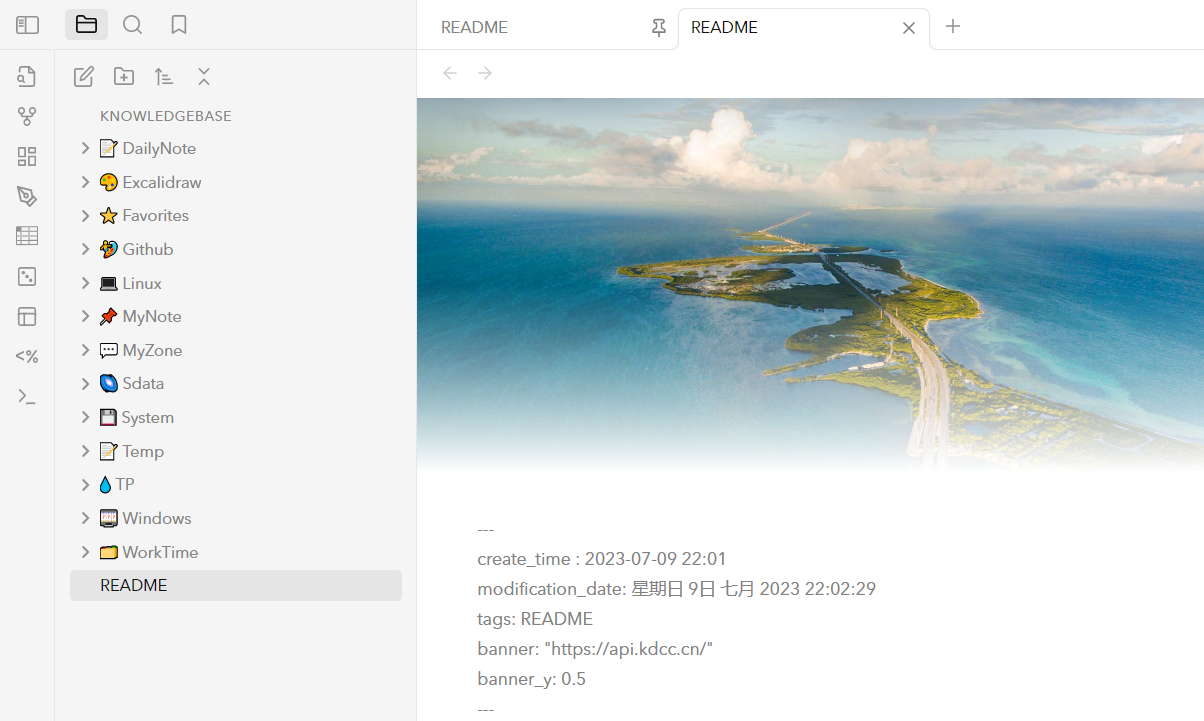 README
README
KNOWLEDGEBASE
DailyNote
Excalidraw
Favorites
Github
Linux
MyNote
MyZone
Sdata
System
Temp
TP
Windows
WorkTime
README
<%
---
create_time : 2023-07-09 22:01
modification_date: 星期日 9日 七月 2023 22:02:29
tags: README
banner: "https://api.kdcc.cn/"
banner_y: 0.5
---